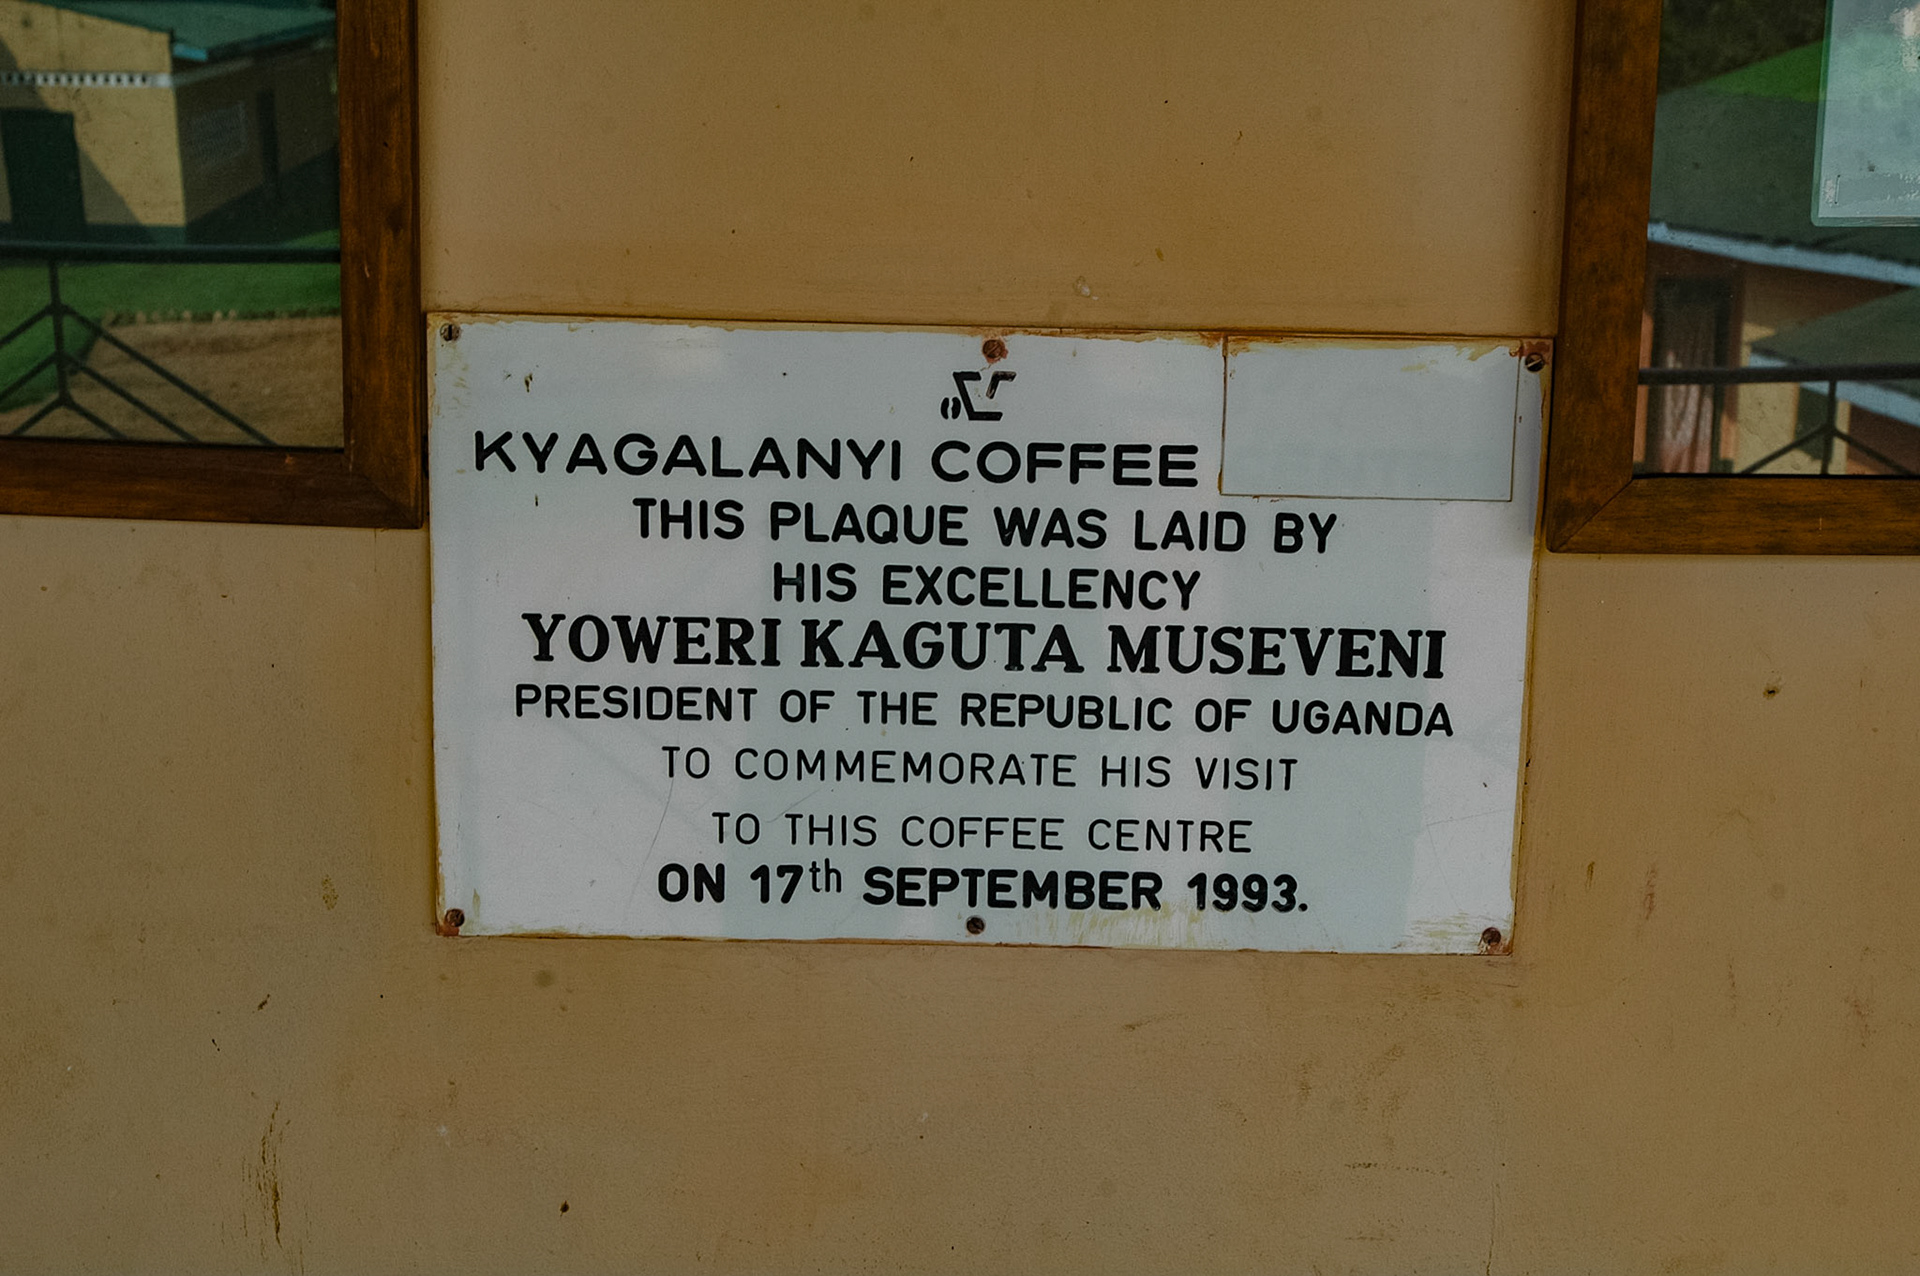 KYAGALANYI COFFEE
THIS PLAQUE WAS LAID BY
HIS EXCELLENCY
YOWERI KAGUTA MUSEVENI
PRESIDENT OF THE REPUBLIC OF UGANDA
TO COMMEMORATE HIS VISIT
TO THIS COFFEE CENTRE
ON 17th SEPTEMBER 1993.